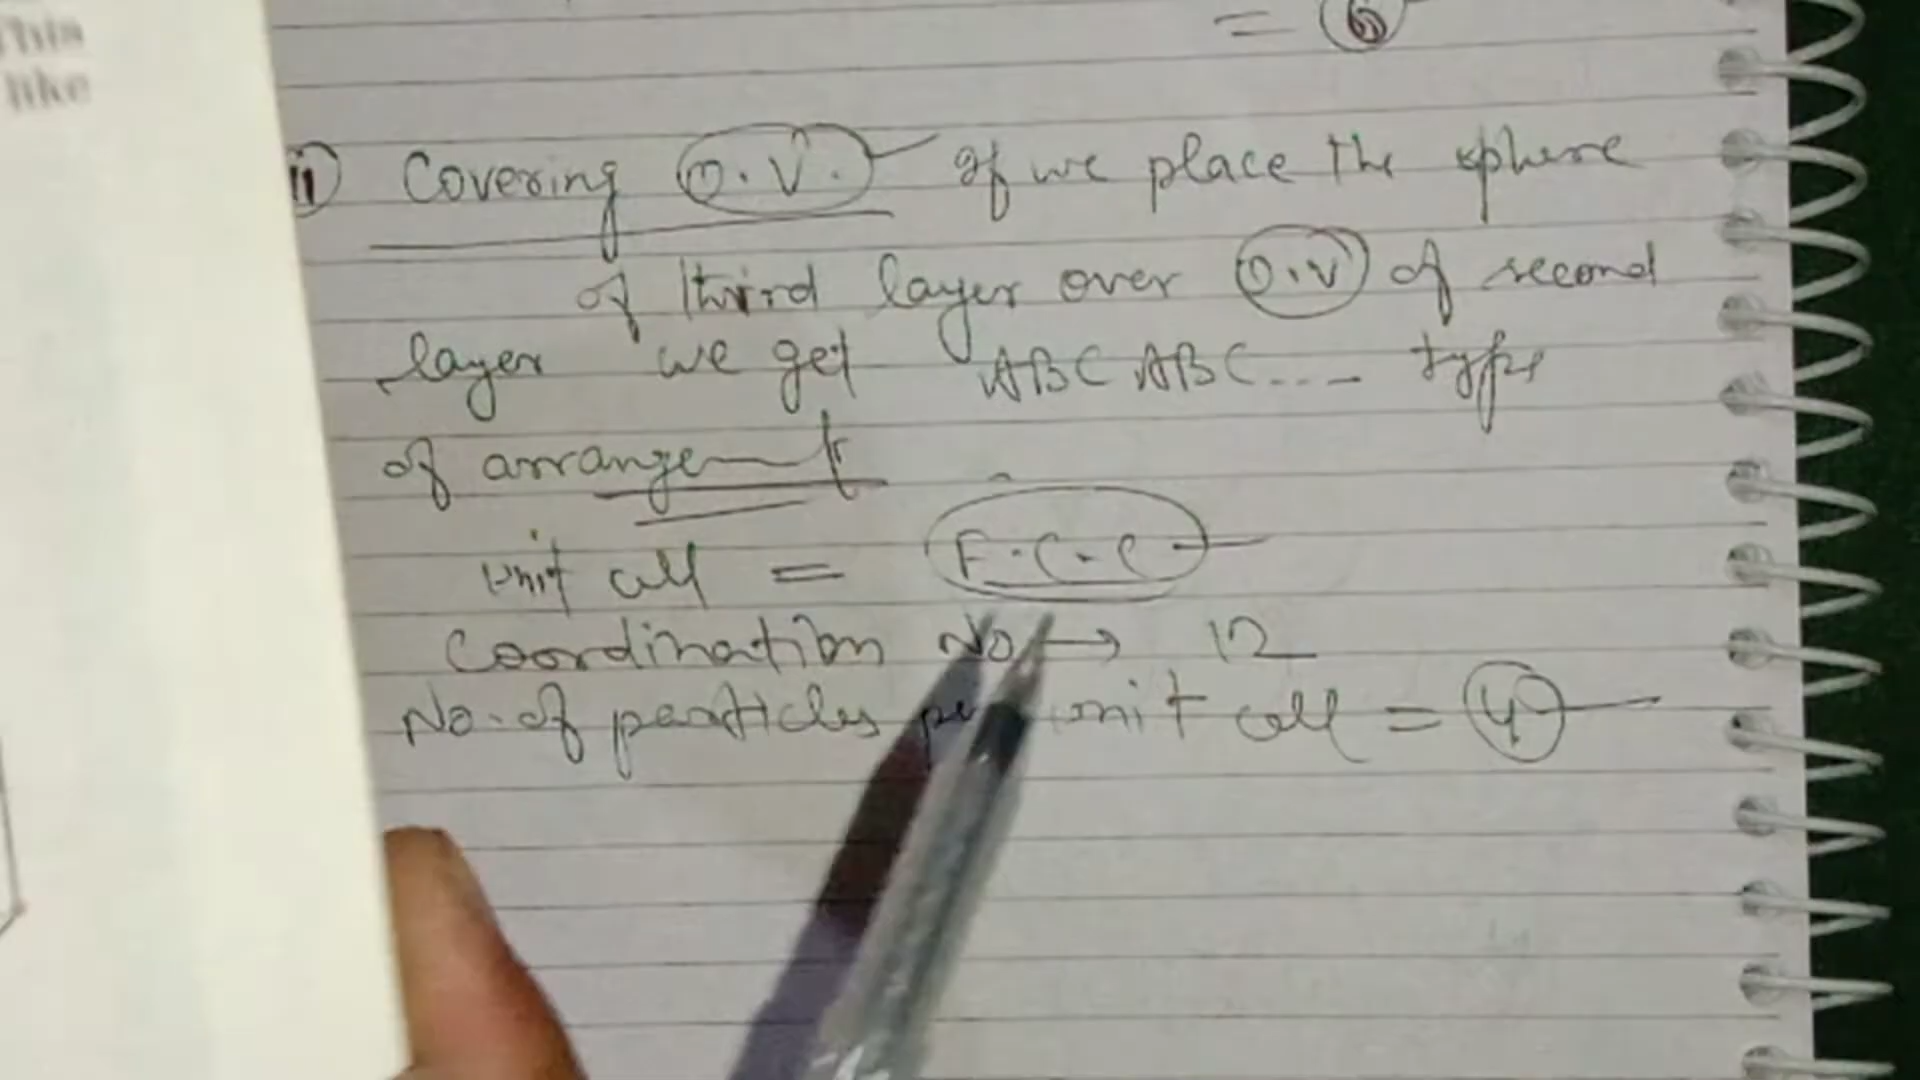 This
like
= 6
ii) Covering O.V. If we place the sphere
of third layer over O.V of second
layer we get ABC ABC.... type
of arrangement
Unit cell = F.C.C
Coordination No → 12
No. of particles per unit cell = 4